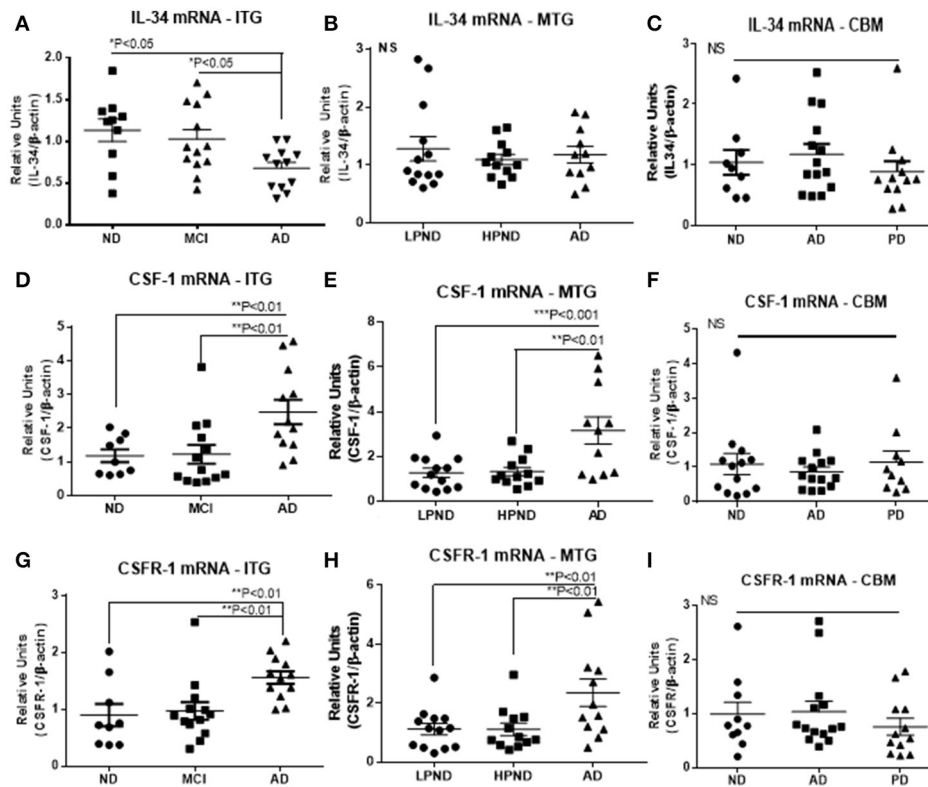 A
IL-34 mRNA - ITG
*P<0.05
*P<0.05
Relative Units
(IL-34/β-actin)
2.0
1.5
1.0
0.5
0.0
ND MCI AD
B
IL-34 mRNA - MTG
NS
Relative Units
(IL-34/β-actin)
3
2
1
0
LPND HPND AD
C
IL-34 mRNA - CBM
NS
Relative Units
(IL34/β-actin)
3
2
1
0
ND AD PD
D
CSF-1 mRNA - ITG
**P<0.01
**P<0.01
Relative Units
(CSF-1/β-actin)
5
4
3
2
1
0
ND MCI AD
E
CSF-1 mRNA - MTG
***P<0.001
**P<0.01
Relative Units
(CSF-1/β-actin)
8
6
4
2
0
LPND HPND AD
F
CSF-1 mRNA - CBM
NS
Relative Units
(CSF-1/β-actin)
5
4
3
2
1
0
ND AD PD
G
CSFR-1 mRNA - ITG
**P<0.01
**P<0.01
Relative Units
(CSFR-1/β-actin)
3
2
1
0
ND MCI AD
H
CSFR-1 mRNA - MTG
**P<0.01
**P<0.01
Relative Units
(CSFR-1/β-actin)
6
4
2
0
LPND HPND AD
I
CSFR-1 mRNA - CBM
NS
Relative Units
(CSFR/β-actin)
3
2
1
0
ND AD PD